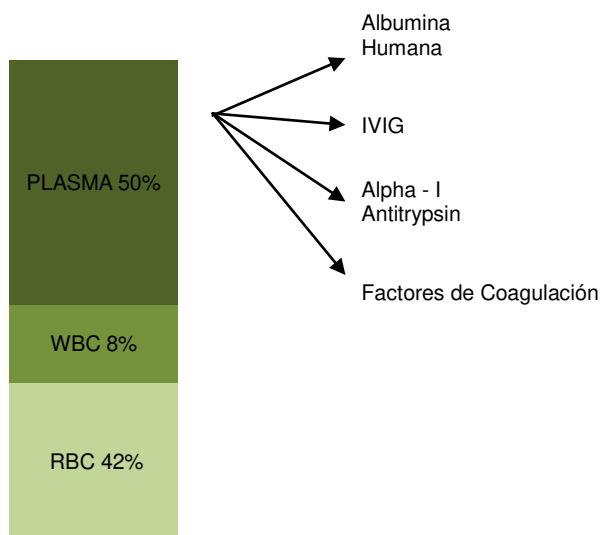 Albumina
Humana
IVIG
PLASMA 50%
Alpha - I
Antitrypsin
Factores de Coagulación
WBC 8%
RBC 42%